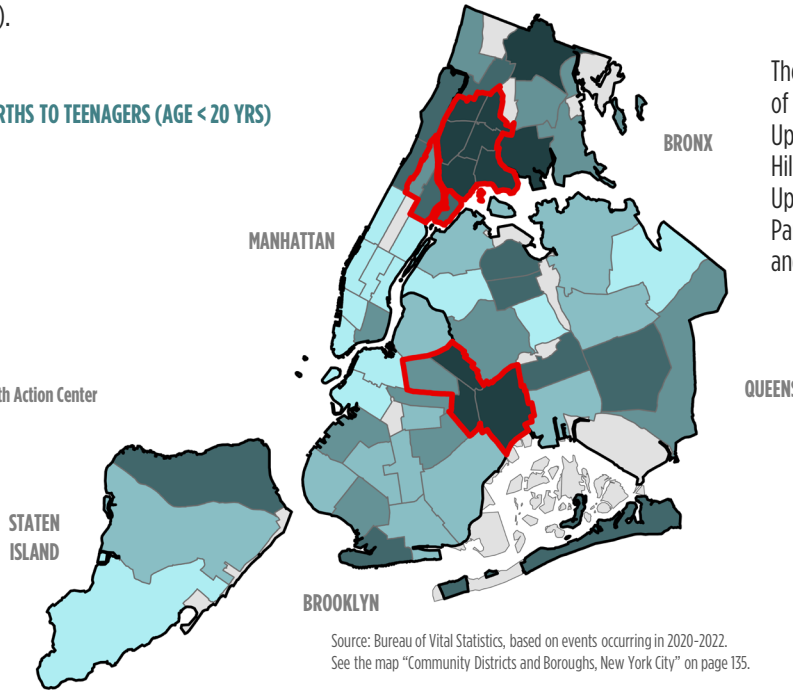 ).
RTHS TO TEENAGERS (AGE < 20 YRS)
The
of
Up
Hil
Up
Pa
and
BRONX
MANHATTAN
th Action Center
QUEENS
STATEN
ISLAND
BROOKLYN
Source: Bureau of Vital Statistics, based on events occurring in 2020-2022.
See the map “Community Districts and Boroughs, New York City” on page 135.